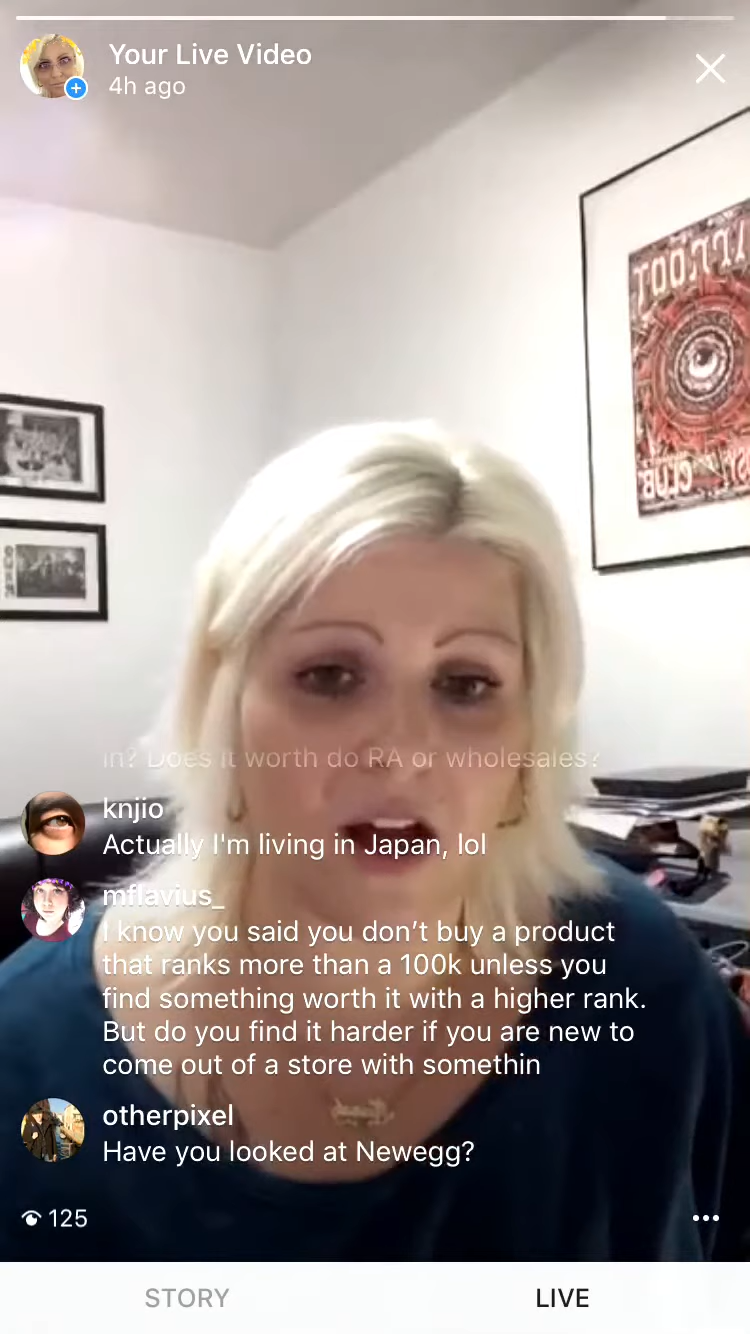 Your Live Video
4h ago
in? Does it worth do RA or wholesales?
knjio
Actually I'm living in Japan, lol
mflavius_
I know you said you don’t buy a product
that ranks more than a 100k unless you
find something worth it with a higher rank.
But do you find it harder if you are new to
come out of a store with somethin
otherpixel
Have you looked at Newegg?
125
STORY
LIVE
CLUB